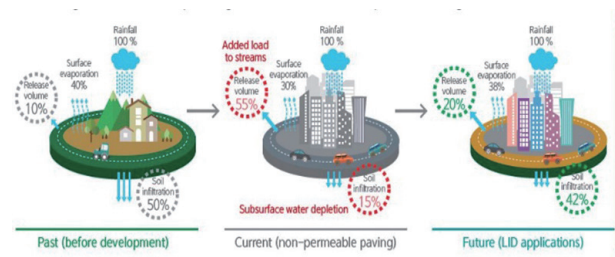 Rainfall
100 %
Surface
evaporation
40%
Release
volume
10%
Soil
infiltration
50%
Past (before development)
Added load
to streams
Rainfall
100 %
Surface
evaporation
30%
Release
volume
55%
Soil
infiltration
15%
Subsurface water depletion
Current (non-permeable paving)
Rainfall
100 %
Surface
evaporation
38%
Release
volume
20%
Soil
infiltration
42%
Future (LID applications)